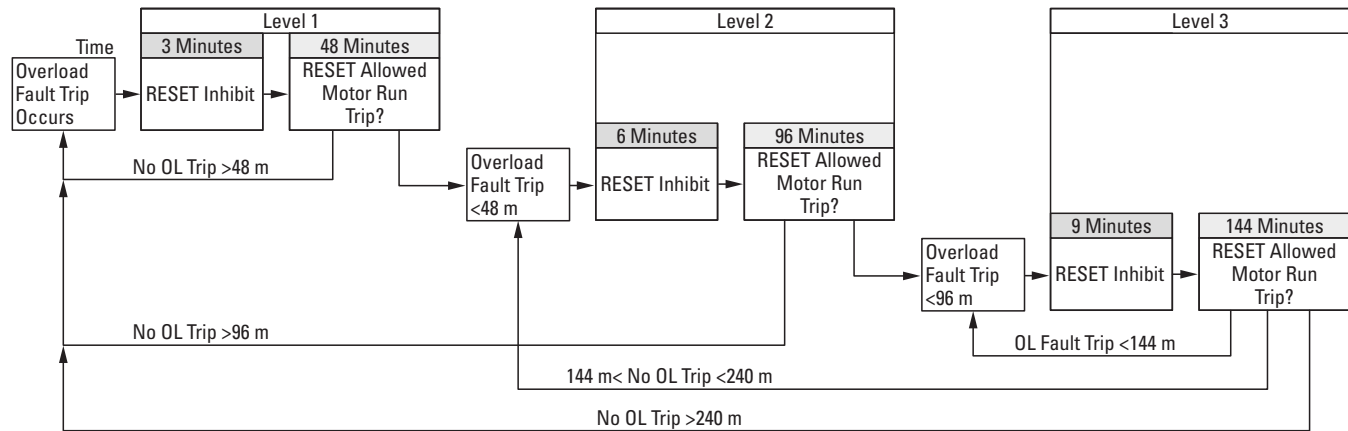 Level 1
Level 2
Level 3
Time
3 Minutes
48 Minutes
Overload
Fault Trip
Occurs
RESET Inhibit
RESET Allowed
Motor Run
Trip?
No OL Trip >48 m
Overload
Fault Trip
<48 m
6 Minutes
RESET Inhibit
96 Minutes
RESET Allowed
Motor Run
Trip?
Overload
Fault Trip
<96 m
9 Minutes
RESET Inhibit
144 Minutes
RESET Allowed
Motor Run
Trip?
No OL Trip >96 m
OL Fault Trip <144 m
144 m< No OL Trip <240 m
No OL Trip >240 m